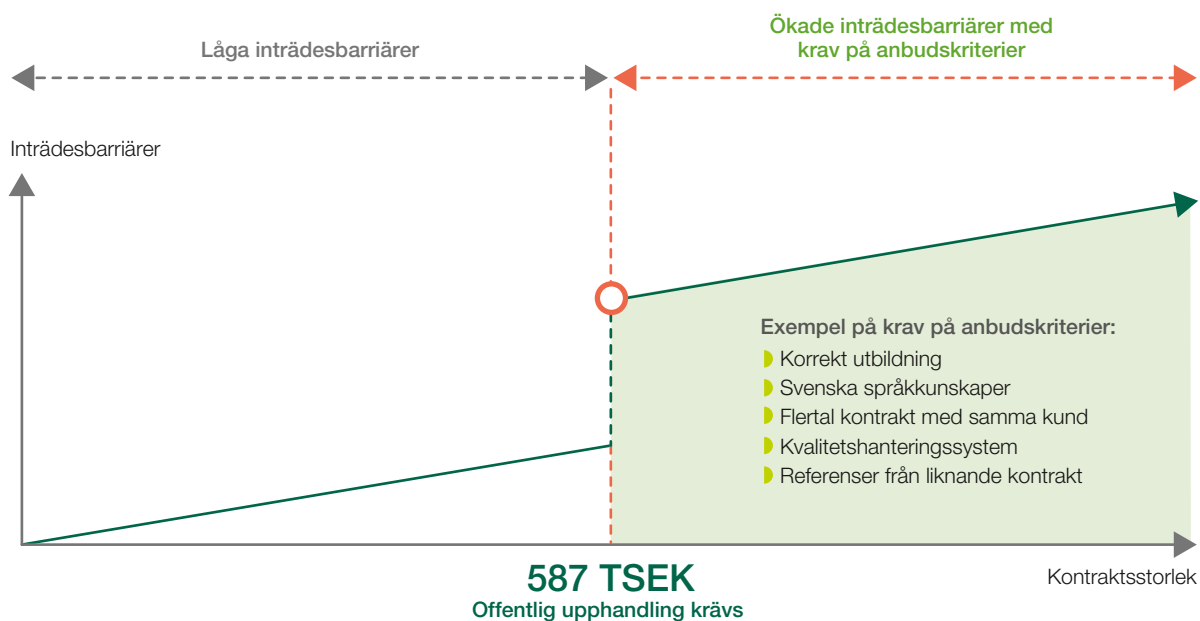 Låga inträdesbarriärer
Ökade inträdesbarriärer med
krav på anbudskriterier
Inträdesbarriärer
Exempel på krav på anbudskriterier:
Korrekt utbildning
Svenska språkkunskaper
Flertal kontrakt med samma kund
Kvalitetshanteringssystem
Referenser från liknande kontrakt
587 TSEK
Offentlig upphandling krävs
Kontraktsstorlek